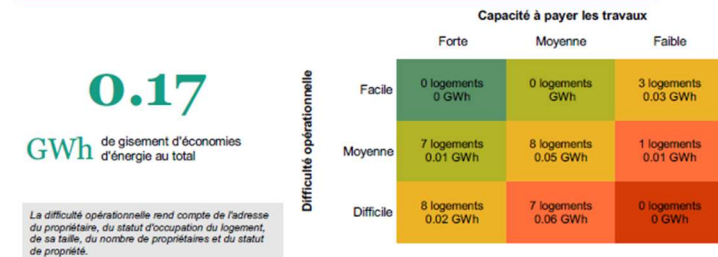 Capacité à payer les travaux
Forte Moyenne Faible
0.17
GWh de gisement d'économies
d'énergie au total
Difficulté opérationnelle
Facile
0 logements
0 GWh
0 logements
GWh
3 logements
0.03 GWh
Moyenne
7 logements
0.01 GWh
8 logements
0.05 GWh
1 logements
0.01 GWh
Difficile
8 logements
0.02 GWh
7 logements
0.06 GWh
0 logements
0 GWh
La difficulté opérationnelle rend compte de l'adresse
du propriétaire, du statut d'occupation du logement,
de sa taille, du nombre de propriétaires et du statut
de propriété.